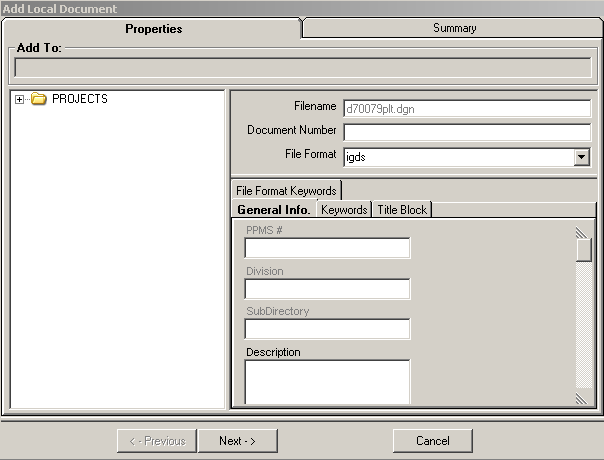 Add Local Document
Properties
Summary
Add To:
PROJECTS
Filename
d70079plt.dgn
Document Number
File Format
igds
File Format Keywords
General Info.
Keywords
Title Block
PPMS #
Division
SubDirectory
Description
< - Previous
Next - >
Cancel